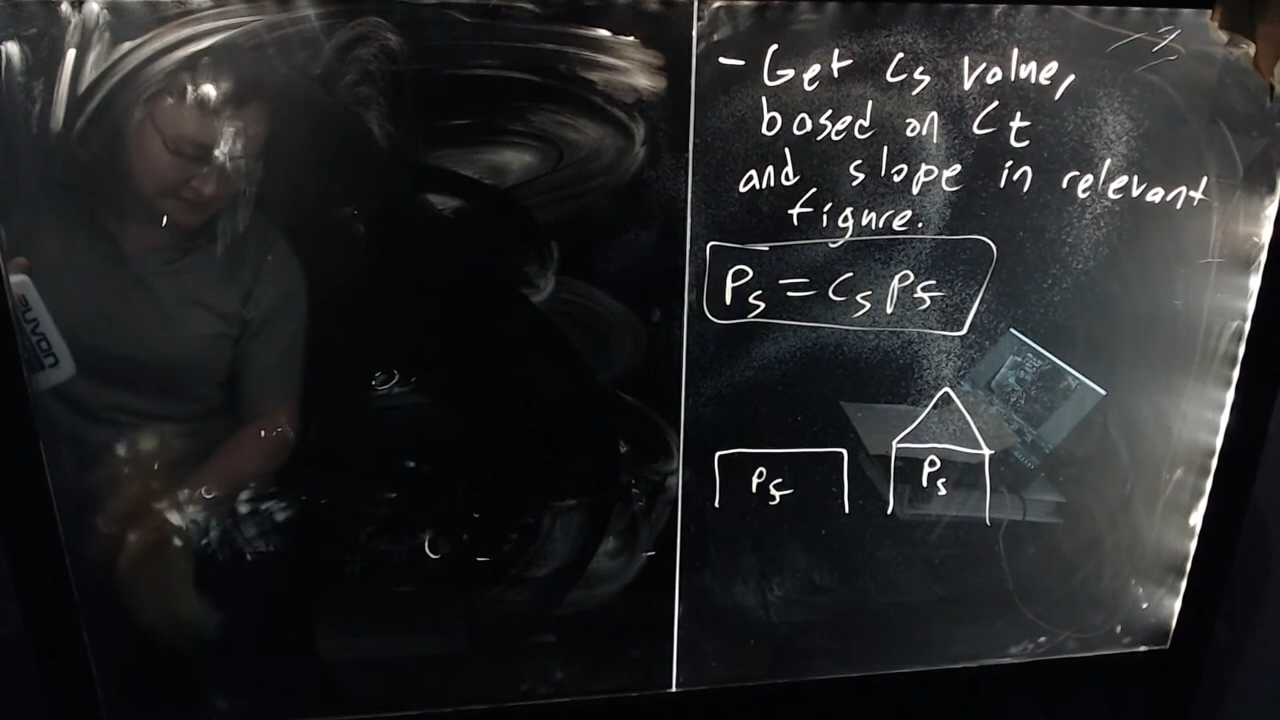 - Get Cs value,
based on Ct
and slope in relevant
figure.
Ps = Cs Pf
Pf
Ps